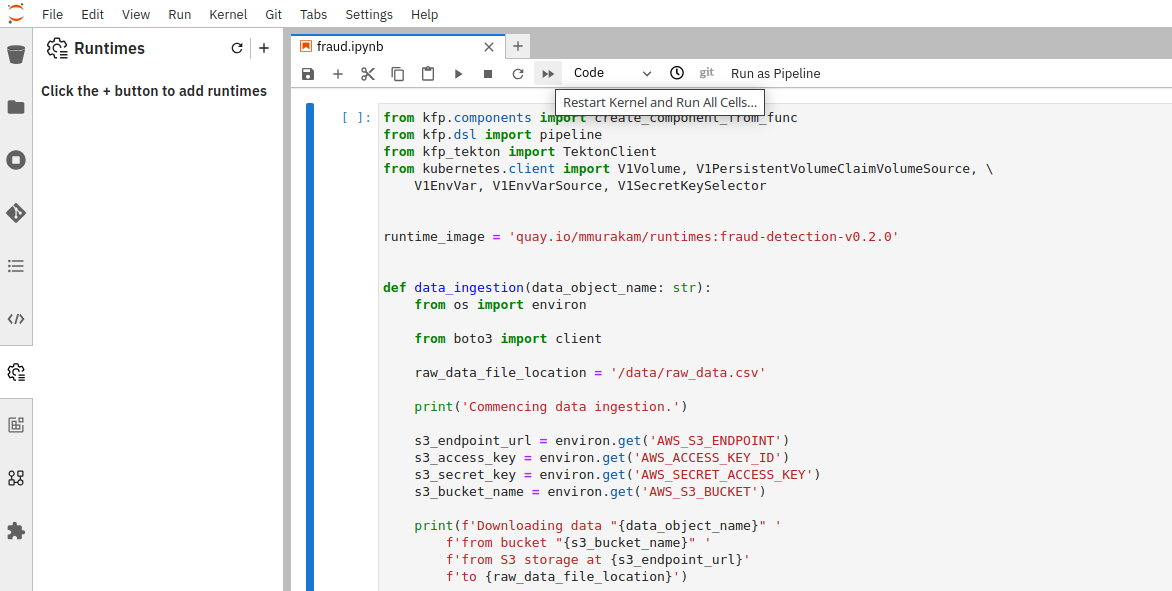 File Edit View Run Kernel Git Tabs Settings Help
Runtimes
Click the + button to add runtimes
fraud.ipynb
Code
git
Run as Pipeline
Restart Kernel and Run All Cells...
[ ]:
from kfp.components import create_component_from_func
from kfp.dsl import pipeline
from kfp_tekton import TektonClient
from kubernetes.client import V1Volume, V1PersistentVolumeClaimVolumeSource, \
    V1EnvVar, V1EnvVarSource, V1SecretKeySelector
runtime_image = 'quay.io/mmurakam/runtimes:fraud-detection-v0.2.0'
def data_ingestion(data_object_name: str):
    from os import environ
    from boto3 import client
    raw_data_file_location = '/data/raw_data.csv'
    print('Commencing data ingestion.')
    s3_endpoint_url = environ.get('AWS_S3_ENDPOINT')
    s3_access_key = environ.get('AWS_ACCESS_KEY_ID')
    s3_secret_key = environ.get('AWS_SECRET_ACCESS_KEY')
    s3_bucket_name = environ.get('AWS_S3_BUCKET')
    print(f'Downloading data "{data_object_name}" '
        f'from bucket "{s3_bucket_name}" '
        f'from S3 storage at {s3_endpoint_url}'
        f'to {raw_data_file_location}')